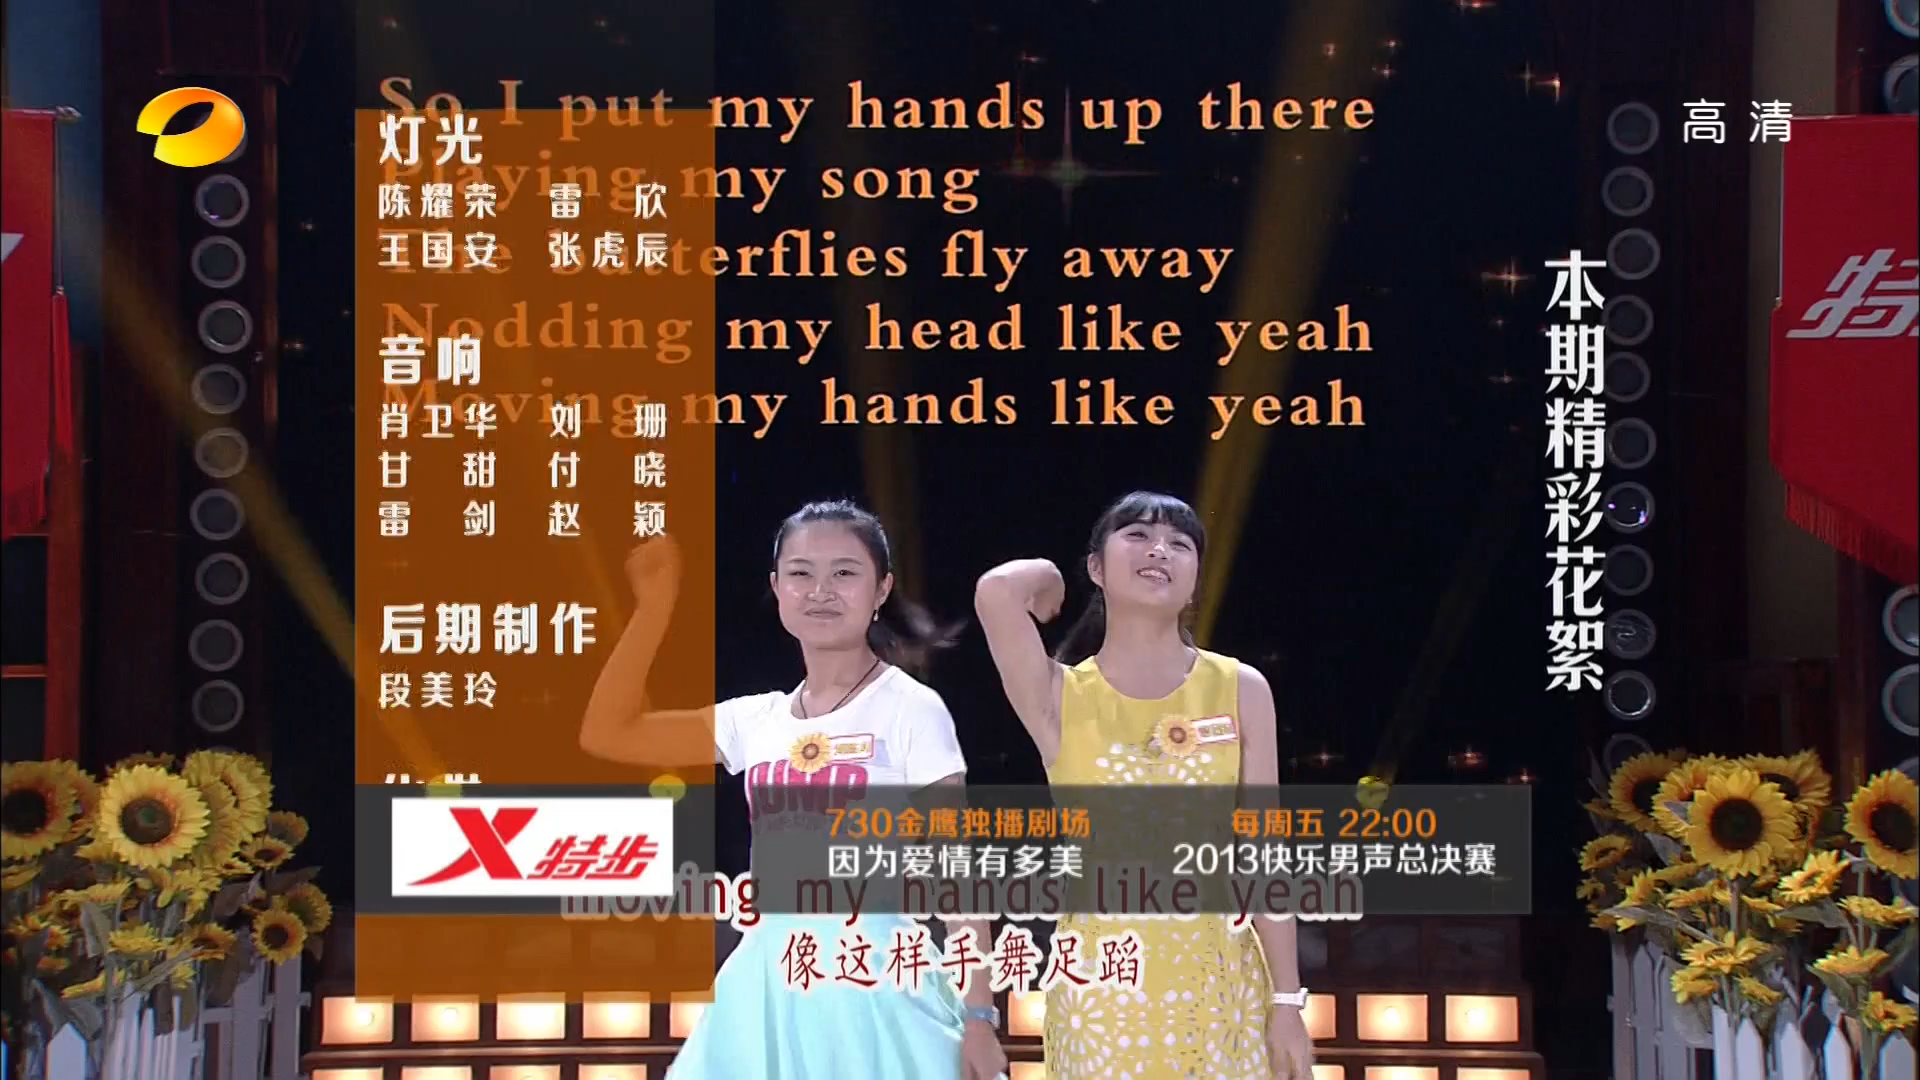 So I put my hands up there
Playing my song
The butterflies fly away
Nodding my head like yeah
Moving my hands like yeah
高清
灯光
陈耀荣 雷欣
王国安 张虎辰
音响
肖卫华 刘珊
甘甜 付晓
雷剑 赵颖
后期制作
段美玲
本期精彩花絮
特
JUMP
X特步
730金鹰独播剧场
因为爱情有多美
每周五 22:00
2013快乐男声总决赛
moving my hands like yeah
像这样手舞足蹈